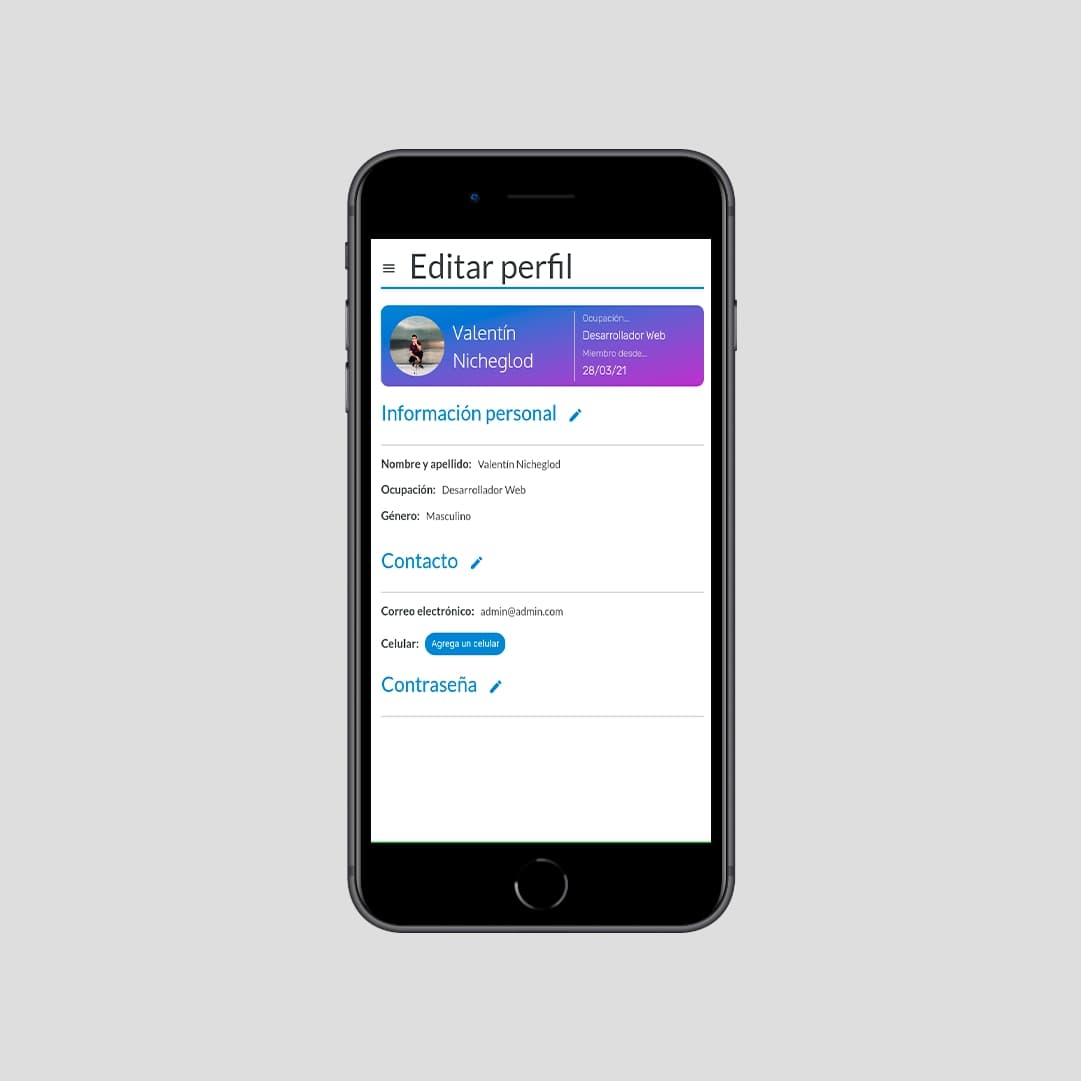 Editar perfil
Valentín
Nicheglod
Ocupación...
Desarrollador Web
Miembro desde...
28/03/21
Información personal
Nombre y apellido: Valentín Nicheglod
Ocupación: Desarrollador Web
Género: Masculino
Contacto
Correo electrónico: admin@admin.com
Celular: Agrega un celular
Contraseña